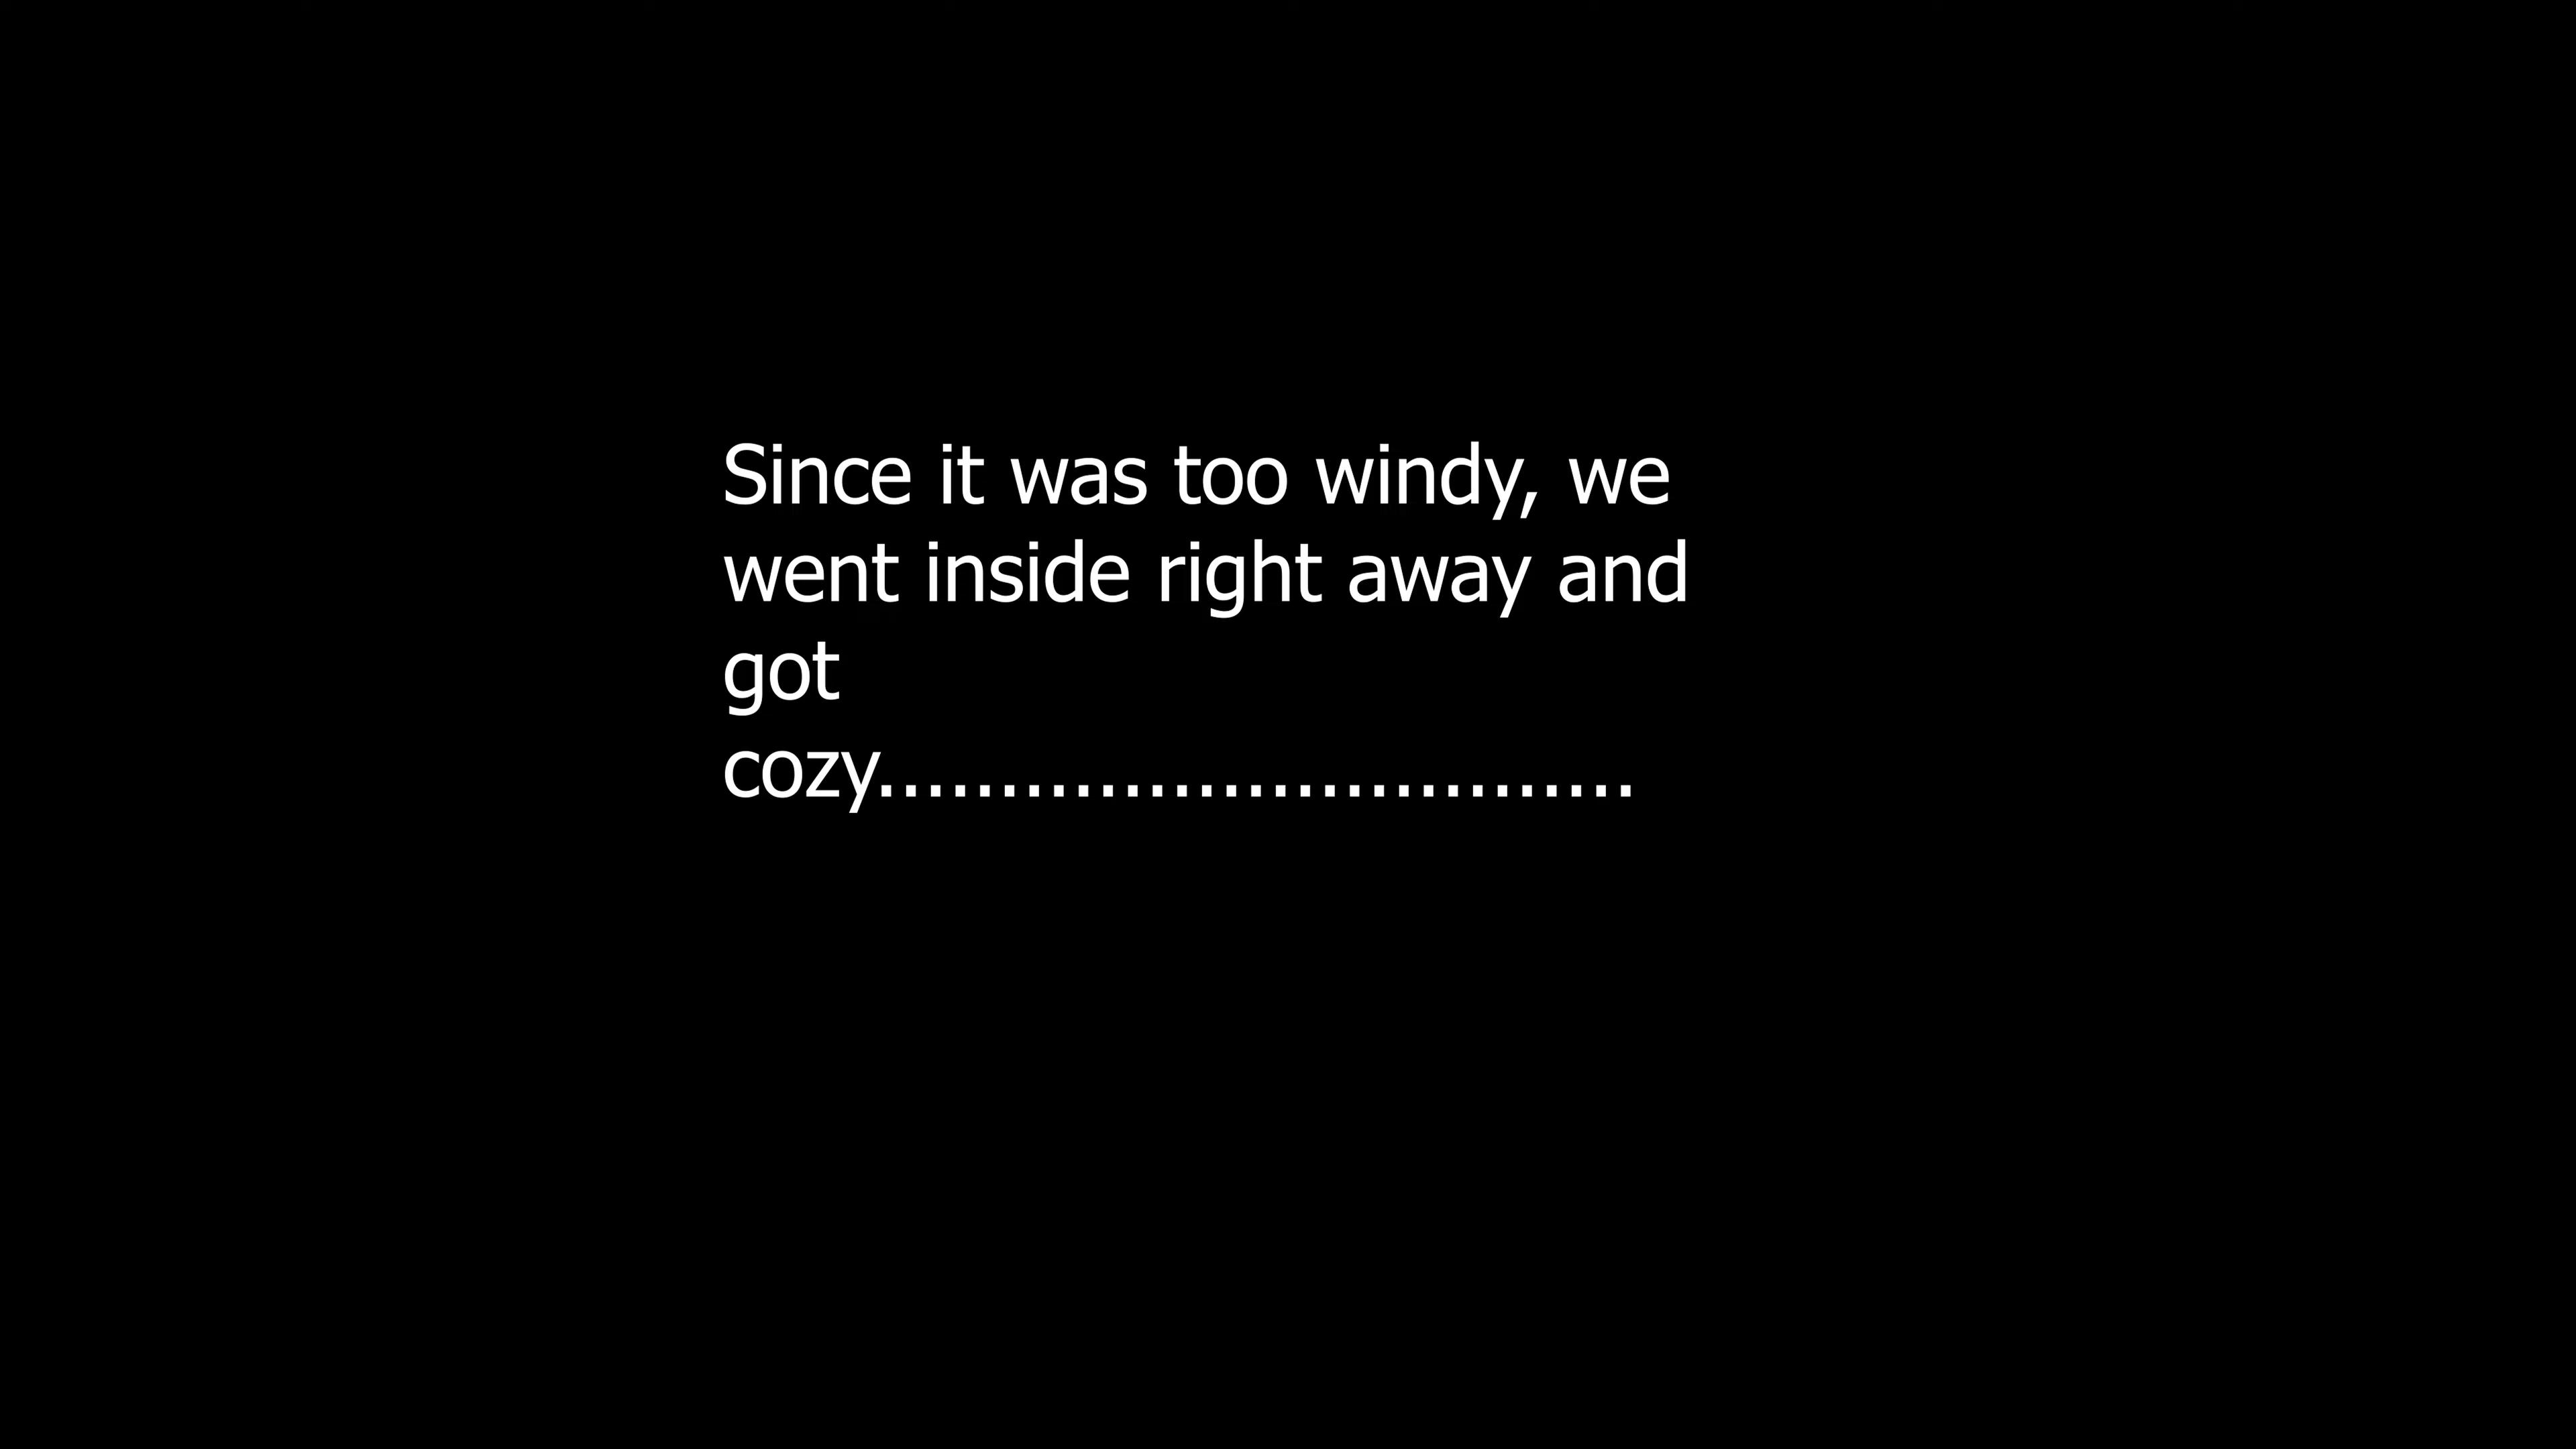 Since it was too windy, we
went inside right away and
got
cozy...............................